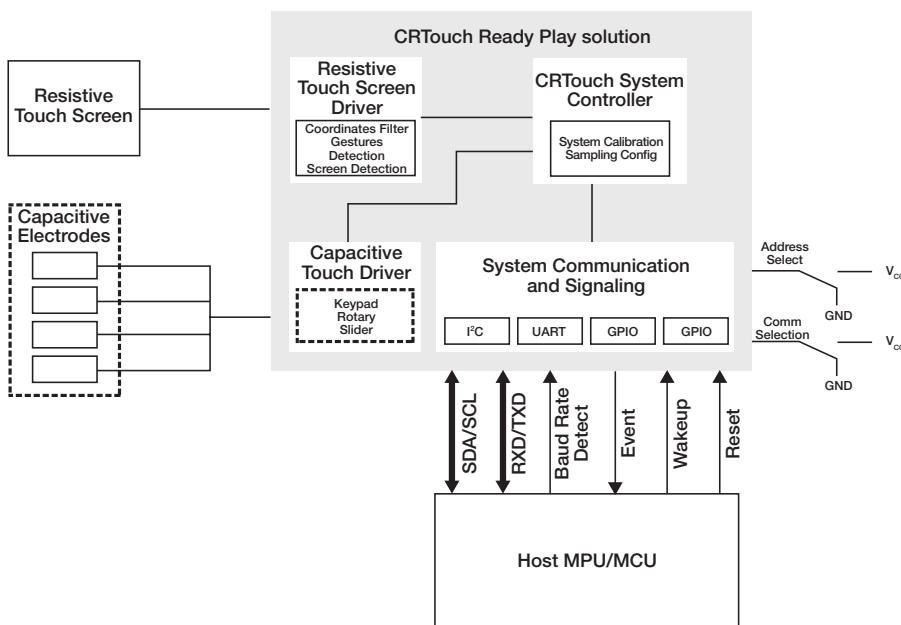 CRTouch Ready Play solution
Resistive
Touch Screen
Resistive
Touch Screen
Driver
Coordinates Filter
Gestures
Detection
Screen Detection
CRTouch System
Controller
System Calibration
Sampling Config
Capacitive
Electrodes
Capacitive
Touch Driver
Keypad
Rotary
Slider
System Communication
and Signaling
I²C
UART
GPIO
GPIO
Address
Select
GND
Comm
Selection
GND
SDA/SCL
RXD/TXD
Baud Rate
Detect
Event
Wakeup
Reset
Host MPU/MCU